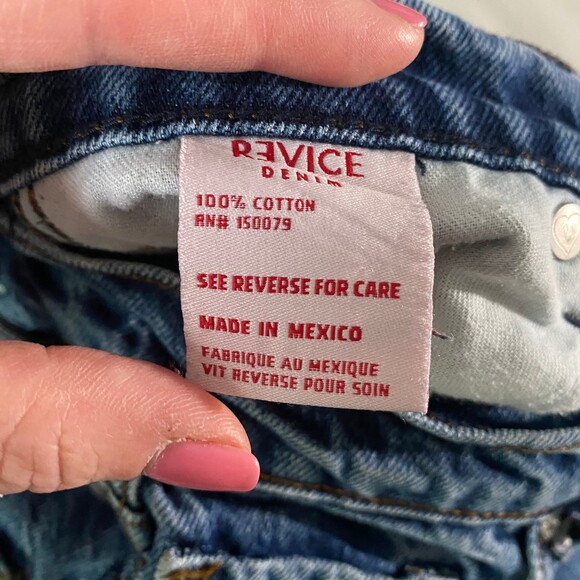 RƎVICE
DENIM
100% COTTON
RN# 150079
SEE REVERSE FOR CARE
MADE IN MEXICO
FABRIQUE AU MEXIQUE
VIT REVERSE POUR SOIN